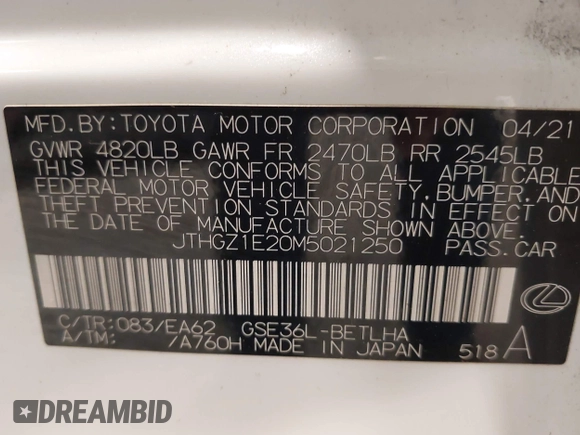 MFD.BY:TOYOTA MOTOR CORPORATION 04/21
GVWR 4820LB GAWR FR 2470LB RR 2545LB
THIS VEHICLE CONFORMS TO ALL APPLICABLE
FEDERAL MOTOR VEHICLE SAFETY,BUMPER,AND
THEFT PREVENTION STANDARDS IN EFFECT ON
THE DATE OF MANUFACTURE SHOWN ABOVE.
JTHGZ1E20M5021250 PASS.CAR
C/TR:083/EA62 GSE36L-BETLHA
A/TM: /A760H MADE IN JAPAN 518 A
DREAMBID